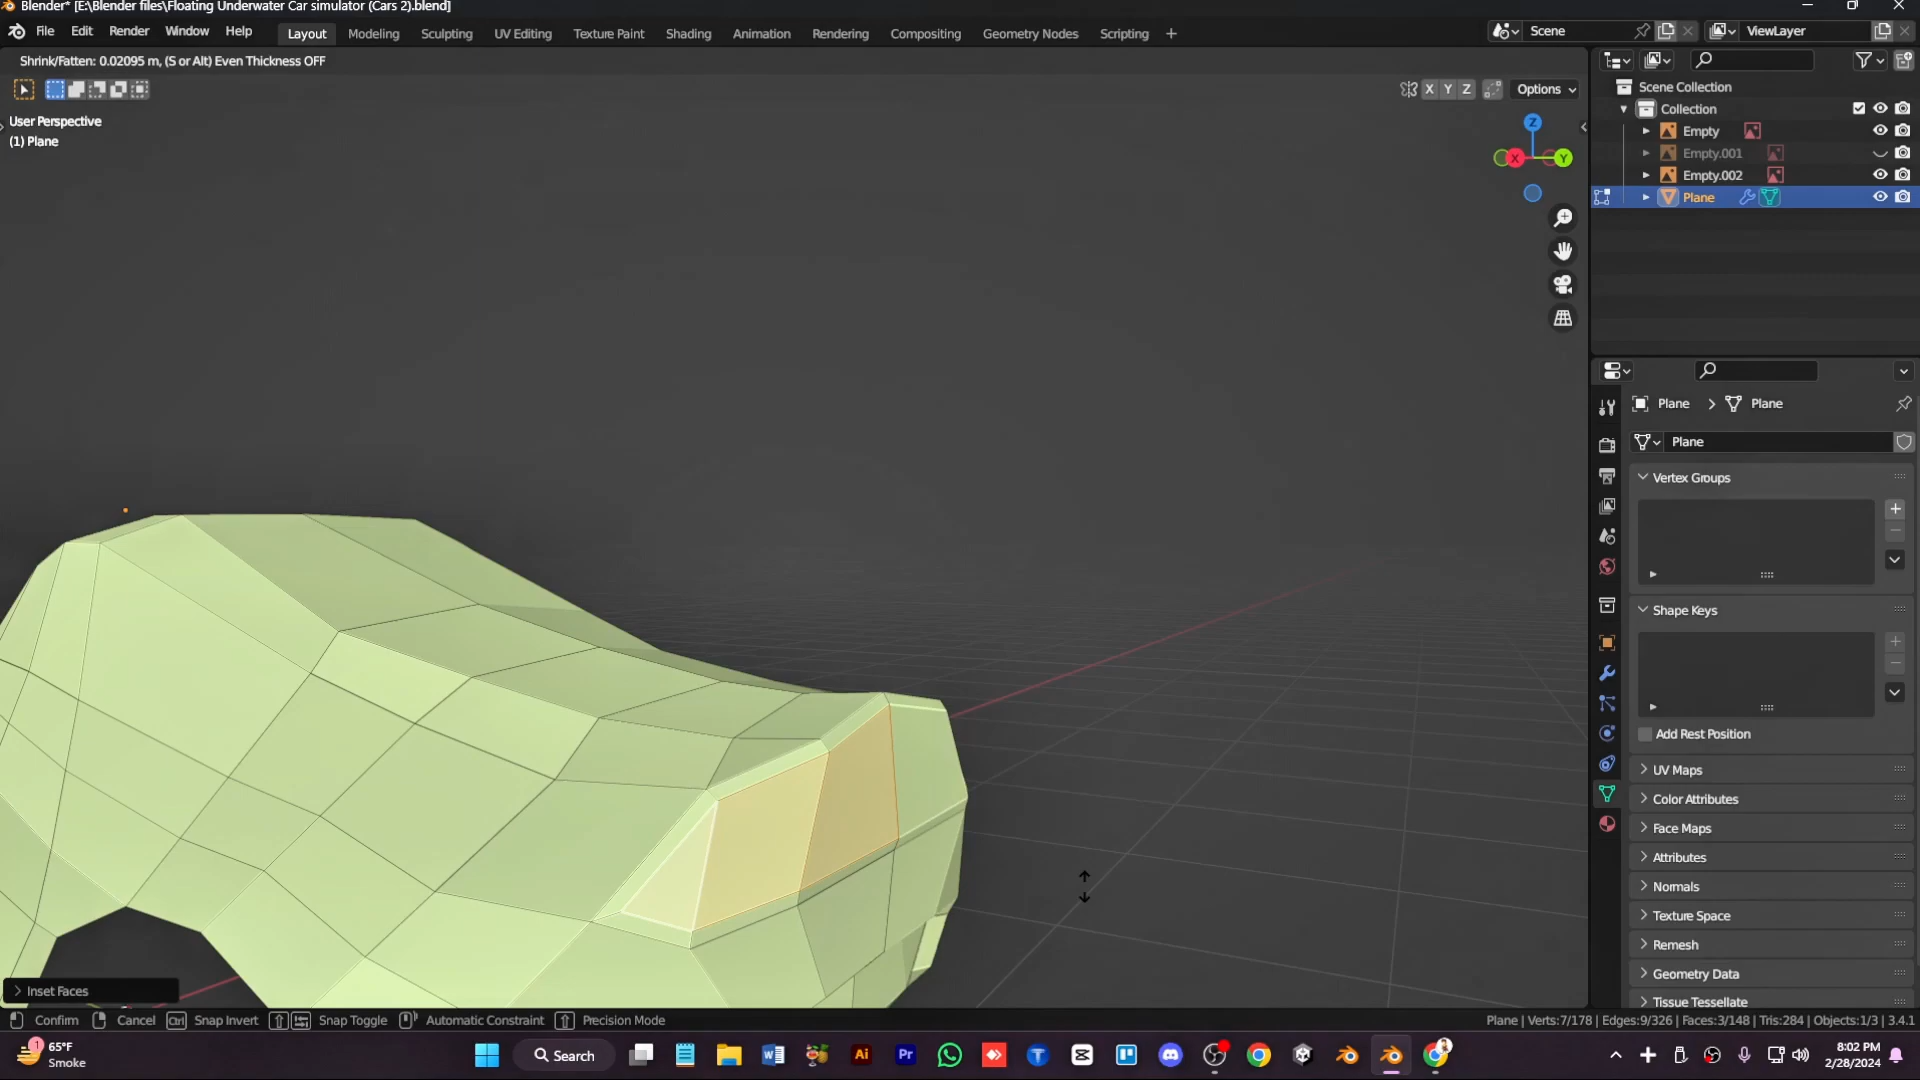 Blender* [E:\Blender files\Floating Underwater Car simulator (Cars 2).blend]
File Edit Render Window Help
Layout Modeling Sculpting UV Editing Texture Paint Shading Animation Rendering Compositing Geometry Nodes Scripting +
Scene
ViewLayer
Shrink/Fatten: 0.02095 m, (S or Alt) Even Thickness OFF
X Y Z
Options
User Perspective
(1) Plane
Z
X
Y
Scene Collection
Collection
Empty
Empty.001
Empty.002
Plane
Plane > Plane
Plane
Vertex Groups
Shape Keys
Add Rest Position
UV Maps
Color Attributes
Face Maps
Attributes
Normals
Texture Space
Remesh
Geometry Data
Tissue Tessellate
> Inset Faces
Confirm Cancel Ctrl Snap Invert Snap Toggle Automatic Constraint Precision Mode
Plane | Verts:7/178 | Edges:9/326 | Faces:3/148 | Tris:284 | Objects:1/3 | 3.4.1
1
65°F
Smoke
Search
Ai
Pr
8:02 PM
2/28/2024